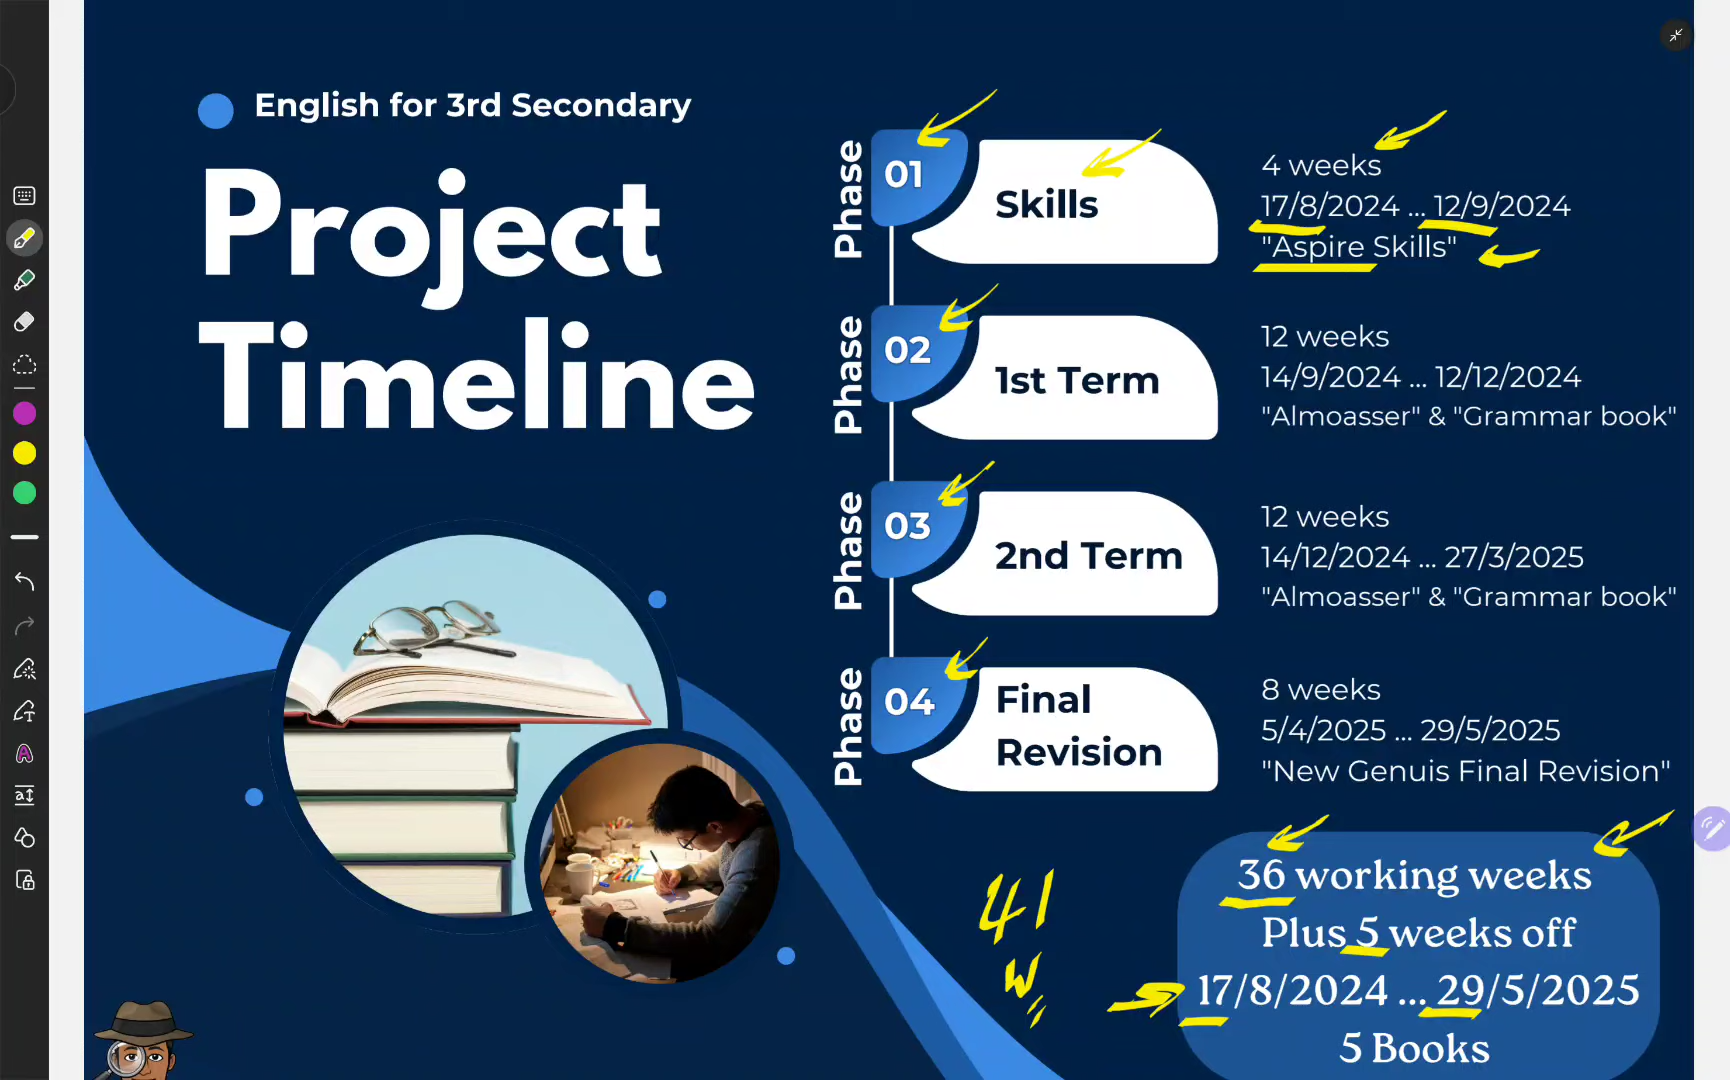 English for 3rd Secondary
Project
Timeline
Phase
01
Skills
4 weeks
17/8/2024 ... 12/9/2024
"Aspire Skills"
Phase
02
1st Term
12 weeks
14/9/2024 ... 12/12/2024
"Almoasser" & "Grammar book"
Phase
03
2nd Term
12 weeks
14/12/2024 ... 27/3/2025
"Almoasser" & "Grammar book"
Phase
04
Final
Revision
8 weeks
5/4/2025 ... 29/5/2025
"New Genuis Final Revision"
36 working weeks
Plus 5 weeks off
17/8/2024 ... 29/5/2025
5 Books
41
W